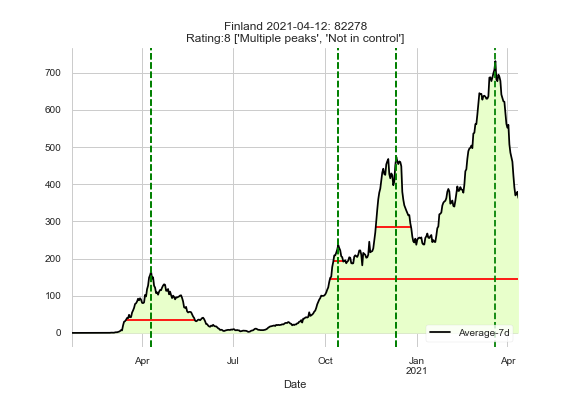 Finland 2021-04-12: 82278
Rating:8 ['Multiple peaks', 'Not in control']
700
600
500
400
300
200
100
0
Average-7d
Apr
Jul
Oct
Jan
2021
Apr
Date